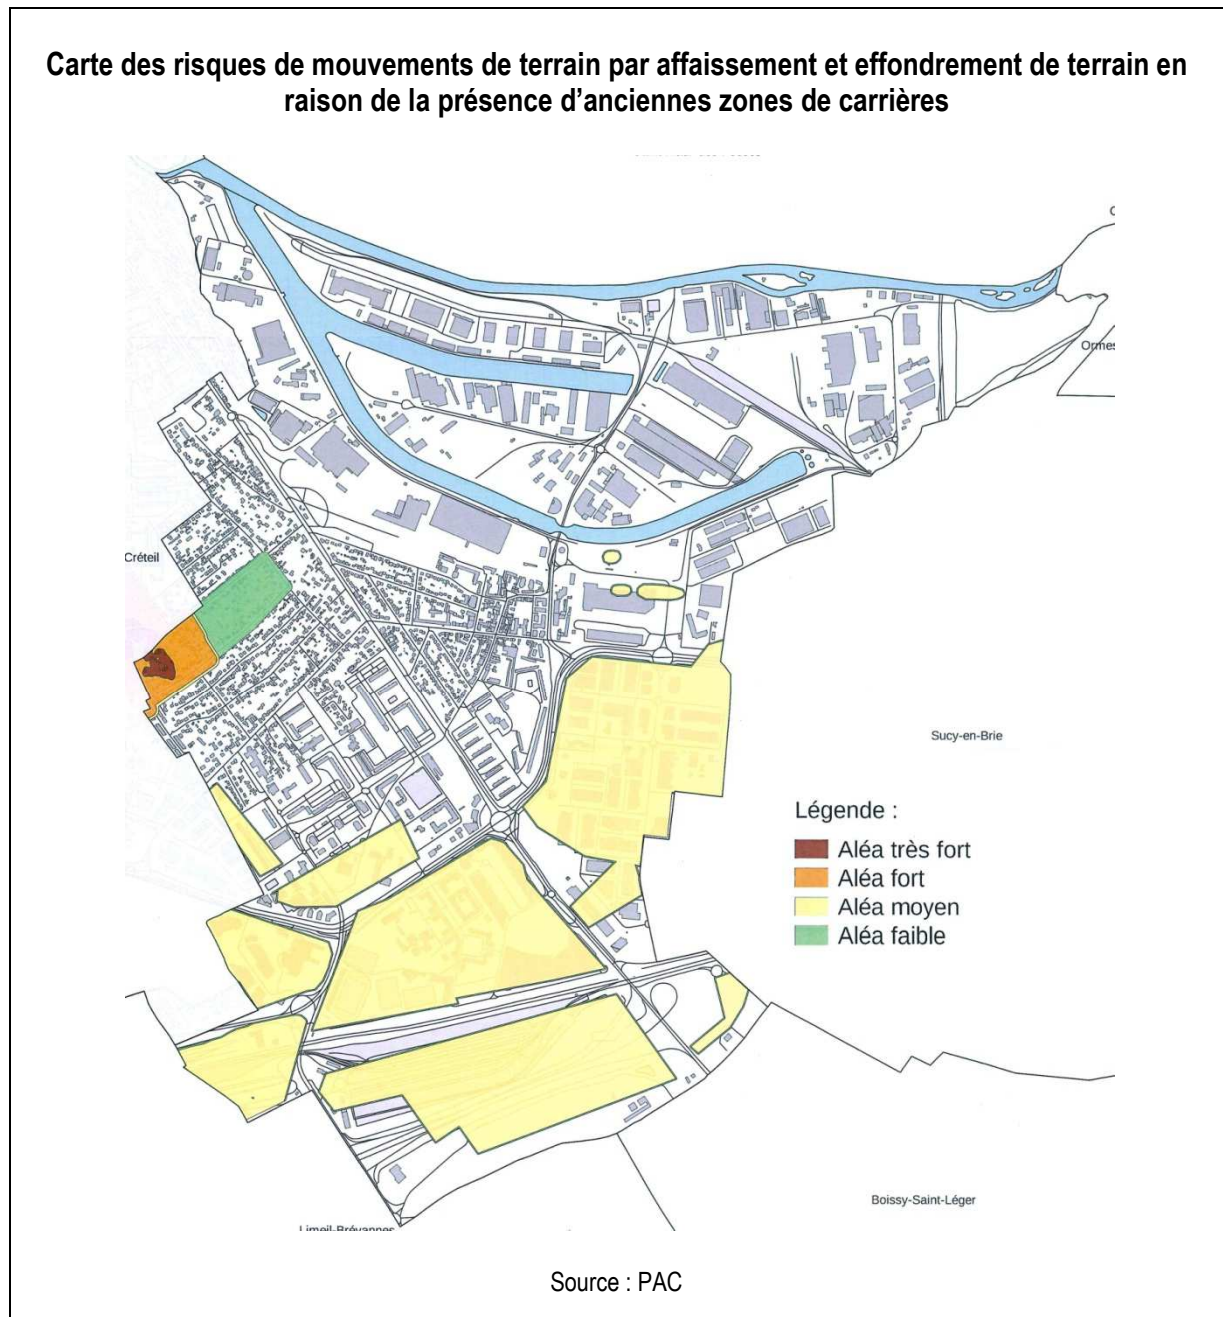 Carte des risques de mouvements de terrain par affaissement et effondrement de terrain en
raison de la présence d'anciennes zones de carrières
Ormes
Créteil
Sucy-en-Brie
Légende :
Aléa très fort
Aléa fort
Aléa moyen
Aléa faible
Boissy-Saint-Léger
Limeil-Brévannes
Source : PAC